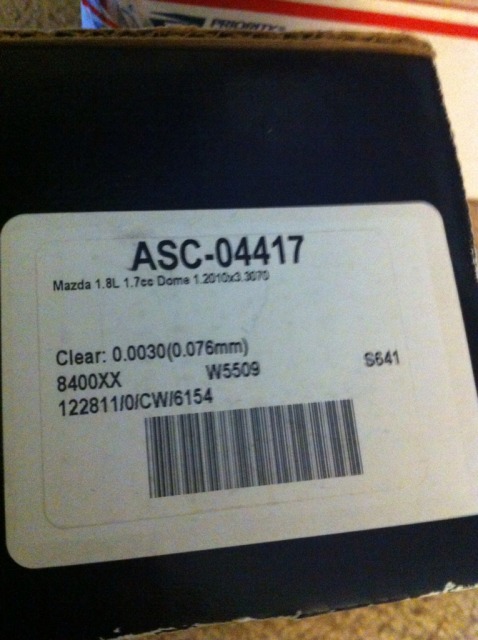 PRIORITY
ASC-04417
Mazda 1.8L 1.7cc Dome 1.2010x3.3070
Clear: 0.0030(0.076mm)
8400XX W5509 S641
122811/0/CW/6154